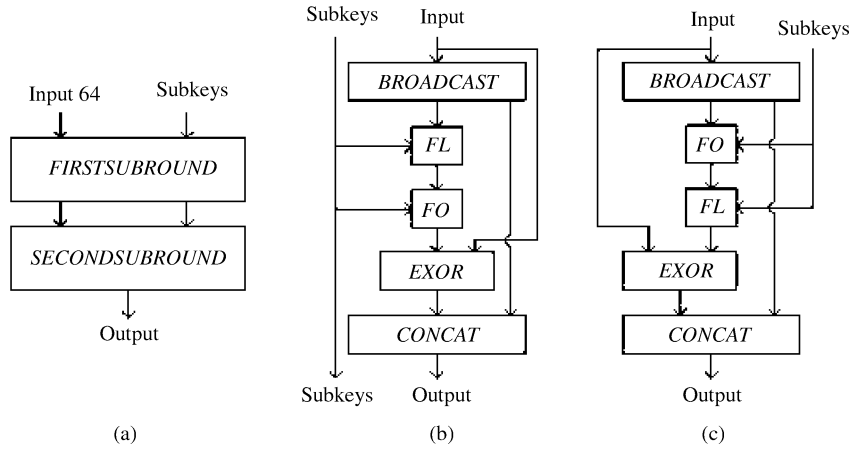 Input 64
Subkeys
FIRSTSUBROUND
SECONDSUBROUND
Output
(a)
Subkeys
Input
BROADCAST
FL
FO
EXOR
CONCAT
Subkeys
Output
(b)
Input
Subkeys
BROADCAST
FO
FL
EXOR
CONCAT
Output
(c)